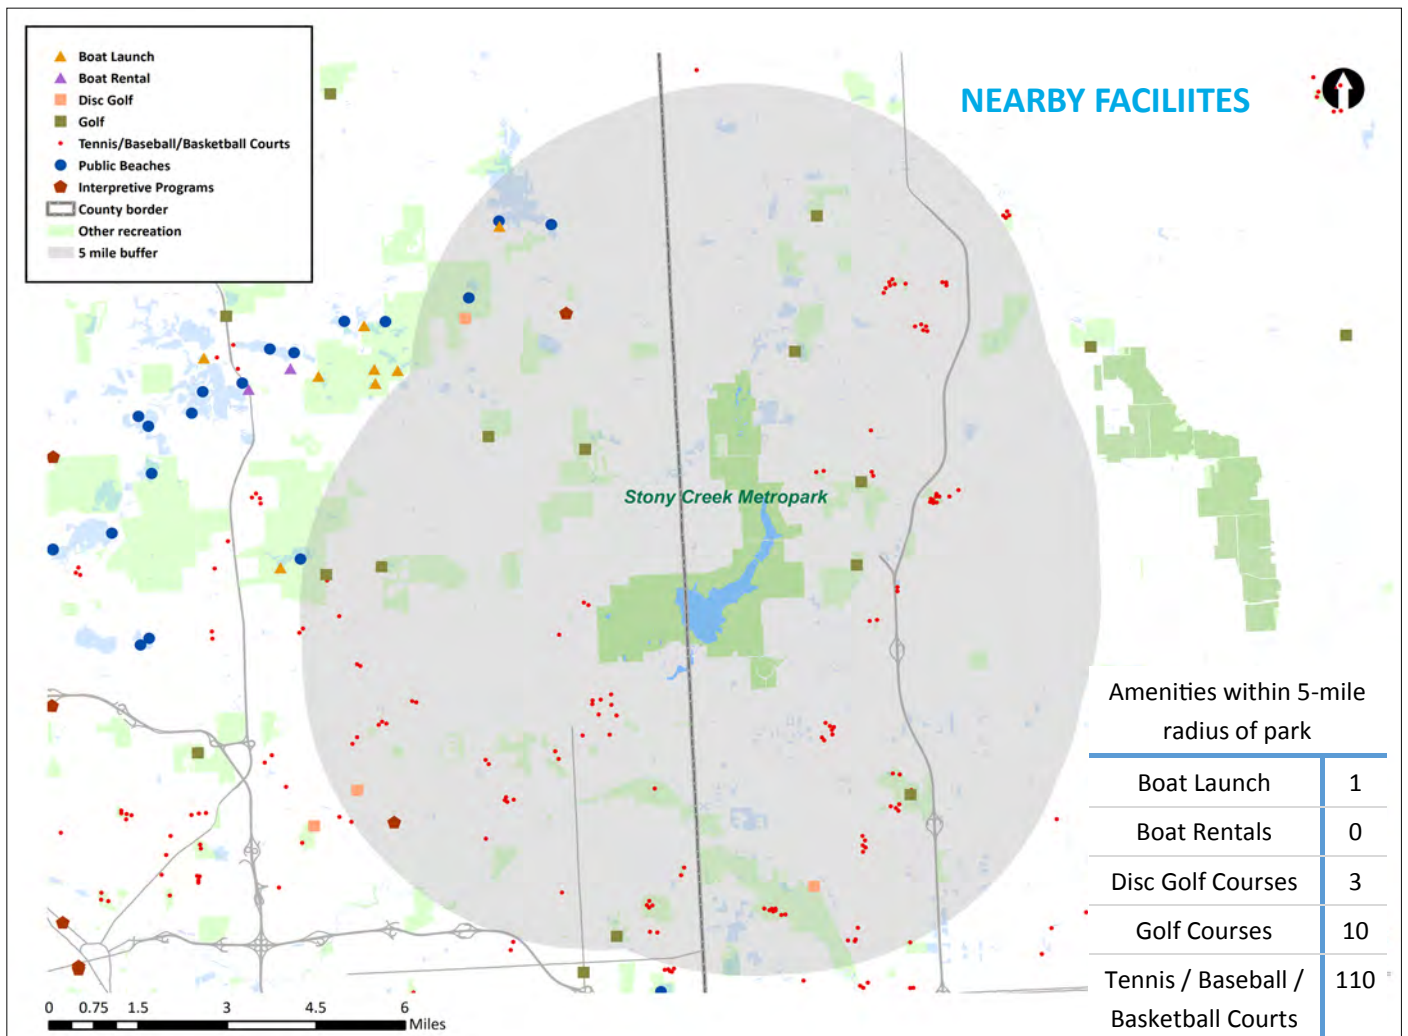 Boat Launch
Boat Rental
Disc Golf
Golf
Tennis/Baseball/Basketball Courts
Public Beaches
Interpretive Programs
County border
Other recreation
5 mile buffer
NEARBY FACILIITES
Stony Creek Metropark
Amenities within 5-mile
radius of park
Boat Launch 1
Boat Rentals 0
Disc Golf Courses 3
Golf Courses 10
Tennis / Baseball / 110
Basketball Courts
0 0.75 1.5 3 4.5 6
Miles